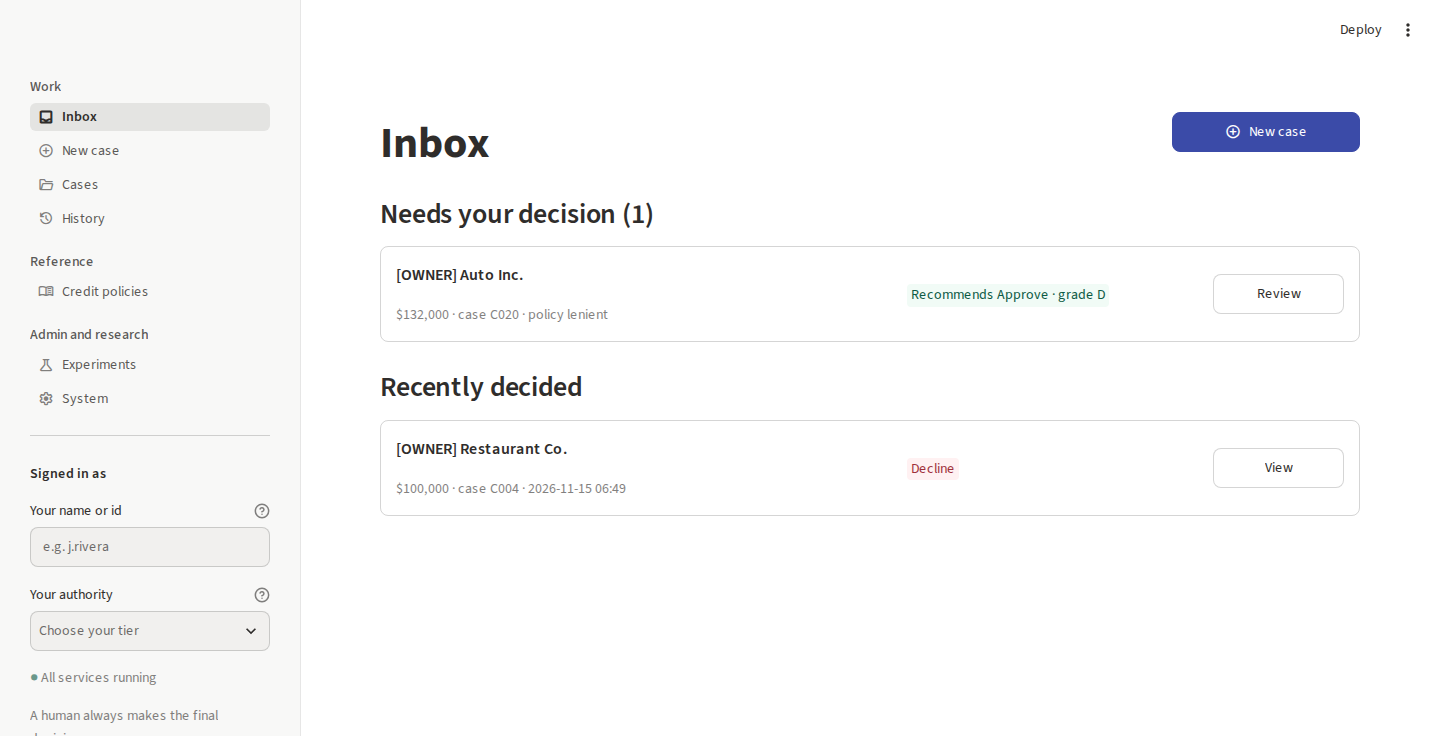 Deploy
Work
Inbox
New case
Cases
History
Reference
Credit policies
Admin and research
Experiments
System
Signed in as
Your name or id
e.g. j.rivera
Your authority
Choose your tier
All services running
A human always makes the final
Inbox
New case
Needs your decision (1)
[OWNER] Auto Inc.
$132,000 · case C020 · policy lenient
Recommends Approve · grade D
Review
Recently decided
[OWNER] Restaurant Co.
$100,000 · case C004 · 2026-11-15 06:49
Decline
View